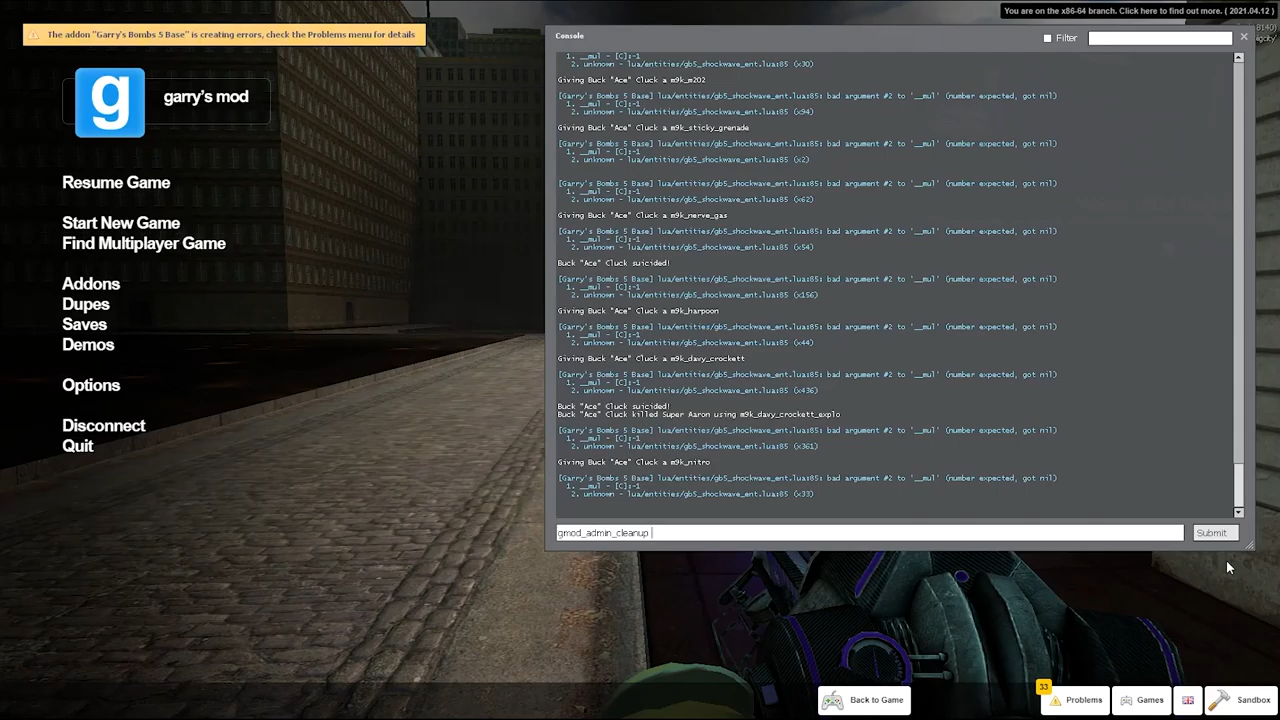 You are on the x86-64 branch. Click here to find out more. ( 2021.04.12 )
The addon "Garry's Bombs 5 Base" is creating errors, check the Problems menu for details
g
garry's mod
Resume Game
Start New Game
Find Multiplayer Game
Addons
Dupes
Saves
Demos
Options
Disconnect
Quit
Console
Filter
1. __mul - [C]:-1
2. unknown - lua/entities/gb5_shockwave_ent.lua:85 (x30)
Giving Buck "Ace" Cluck a m9k_m202
[Garry's Bombs 5 Base] lua/entities/gb5_shockwave_ent.lua:85: bad argument #2 to '__mul' (number expected, got nil)
1. __mul - [C]:-1
2. unknown - lua/entities/gb5_shockwave_ent.lua:85 (x94)
Giving Buck "Ace" Cluck a m9k_sticky_grenade
[Garry's Bombs 5 Base] lua/entities/gb5_shockwave_ent.lua:85: bad argument #2 to '__mul' (number expected, got nil)
1. __mul - [C]:-1
2. unknown - lua/entities/gb5_shockwave_ent.lua:85 (x2)
[Garry's Bombs 5 Base] lua/entities/gb5_shockwave_ent.lua:85: bad argument #2 to '__mul' (number expected, got nil)
1. __mul - [C]:-1
2. unknown - lua/entities/gb5_shockwave_ent.lua:85 (x62)
Giving Buck "Ace" Cluck a m9k_nerve_gas
[Garry's Bombs 5 Base] lua/entities/gb5_shockwave_ent.lua:85: bad argument #2 to '__mul' (number expected, got nil)
1. __mul - [C]:-1
2. unknown - lua/entities/gb5_shockwave_ent.lua:85 (x54)
Buck "Ace" Cluck suicided!
[Garry's Bombs 5 Base] lua/entities/gb5_shockwave_ent.lua:85: bad argument #2 to '__mul' (number expected, got nil)
1. __mul - [C]:-1
2. unknown - lua/entities/gb5_shockwave_ent.lua:85 (x156)
Giving Buck "Ace" Cluck a m9k_harpoon
[Garry's Bombs 5 Base] lua/entities/gb5_shockwave_ent.lua:85: bad argument #2 to '__mul' (number expected, got nil)
1. __mul - [C]:-1
2. unknown - lua/entities/gb5_shockwave_ent.lua:85 (x44)
Giving Buck "Ace" Cluck a m9k_davy_crockett
[Garry's Bombs 5 Base] lua/entities/gb5_shockwave_ent.lua:85: bad argument #2 to '__mul' (number expected, got nil)
1. __mul - [C]:-1
2. unknown - lua/entities/gb5_shockwave_ent.lua:85 (x436)
Buck "Ace" Cluck suicided!
Buck "Ace" Cluck killed Super Aaron using m9k_davy_crockett_explo
[Garry's Bombs 5 Base] lua/entities/gb5_shockwave_ent.lua:85: bad argument #2 to '__mul' (number expected, got nil)
1. __mul - [C]:-1
2. unknown - lua/entities/gb5_shockwave_ent.lua:85 (x361)
Giving Buck "Ace" Cluck a m9k_nitro
[Garry's Bombs 5 Base] lua/entities/gb5_shockwave_ent.lua:85: bad argument #2 to '__mul' (number expected, got nil)
1. __mul - [C]:-1
2. unknown - lua/entities/gb5_shockwave_ent.lua:85 (x33)
gmod_admin_cleanup
Submit
Back to Game
33
Problems
Games
Sandbox